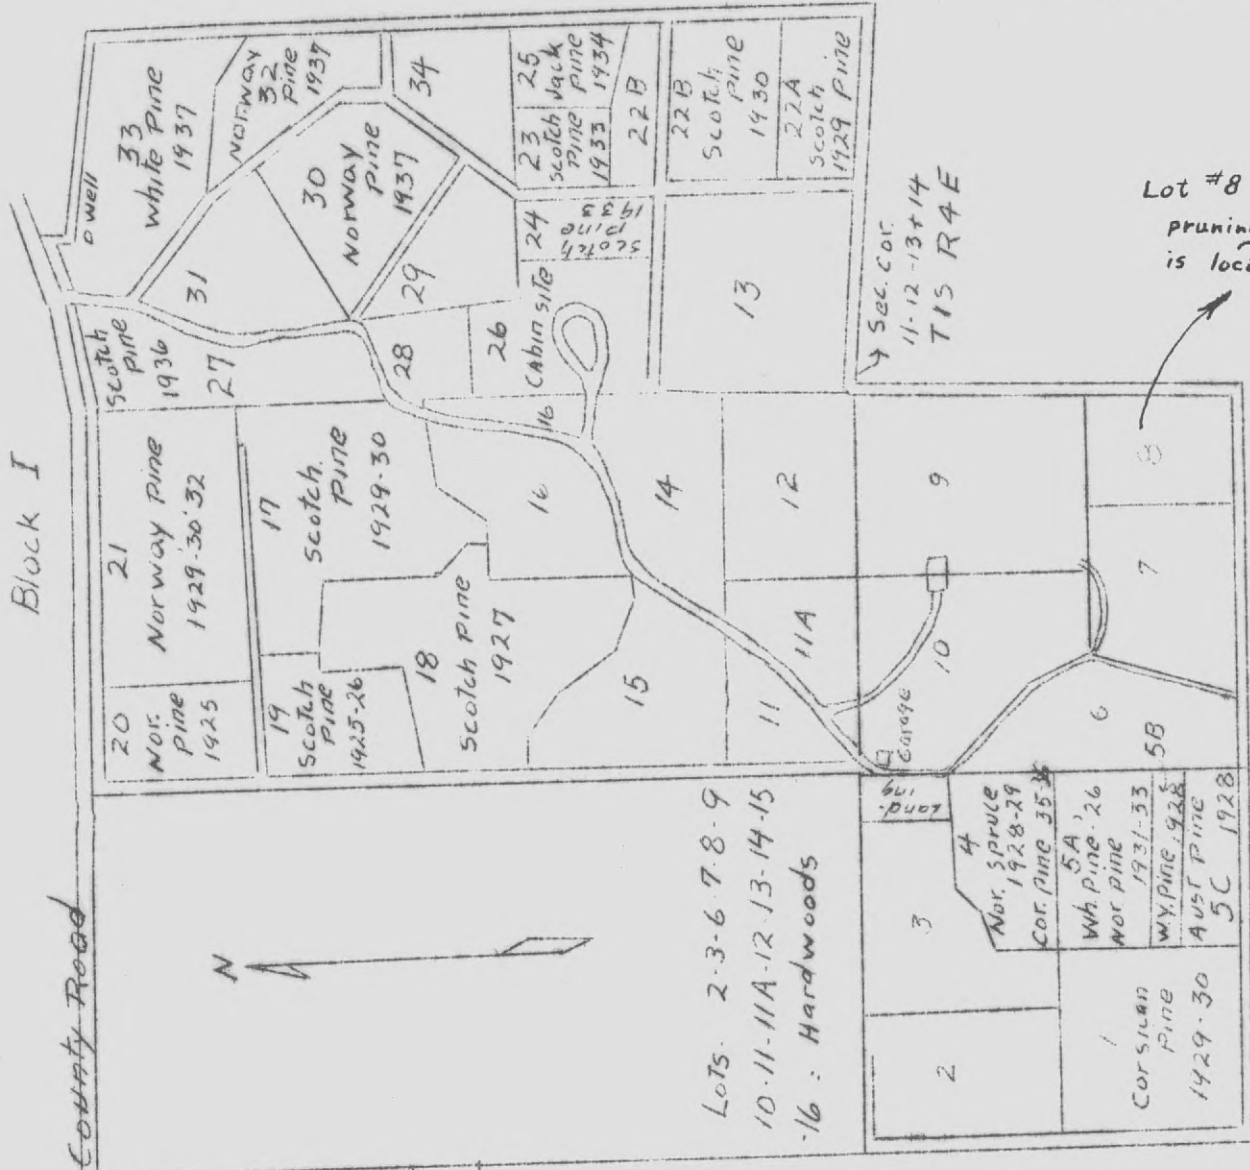 Block I
County Road
N
well
33
White Pine
1937
Norway
32
Pine
1937
31
30
Norway
Pine
1937
34
29
28
Scotch
Pine
1936
27
21
Norway Pine
1929-30'32
20
Nor.
Pine
1925
17
Scotch
Pine
1929-30
19
Scotch
Pine
1925-26
18
Scotch Pine
1927
23
Scotch
Pine
1933
25
Jack
Pine
1934
22B
22B
Scotch
Pine
1930
22A
Scotch
1929 Pine
24
Scotch
Pine
1933
26
Cabin site
16
16
13
14
15
12
11A
11
Sec. Cor.
11-12-13+14
T1S R4E
Lot #8
is
9
10
Garage
8
7
6
Landing
3
4
Nor. Spruce
1928-29
Cor. Pine 35-
5A
Wh. Pine-26
Nor Pine
1931-33
5B
W.Y. Pine 1928
Aust Pine
5C 1928
2
1
Corsican
Pine
1929-30
Lots- 2-3-6-7-8-9
10-11-11A-12-13-14-15
-16: Hardwoods